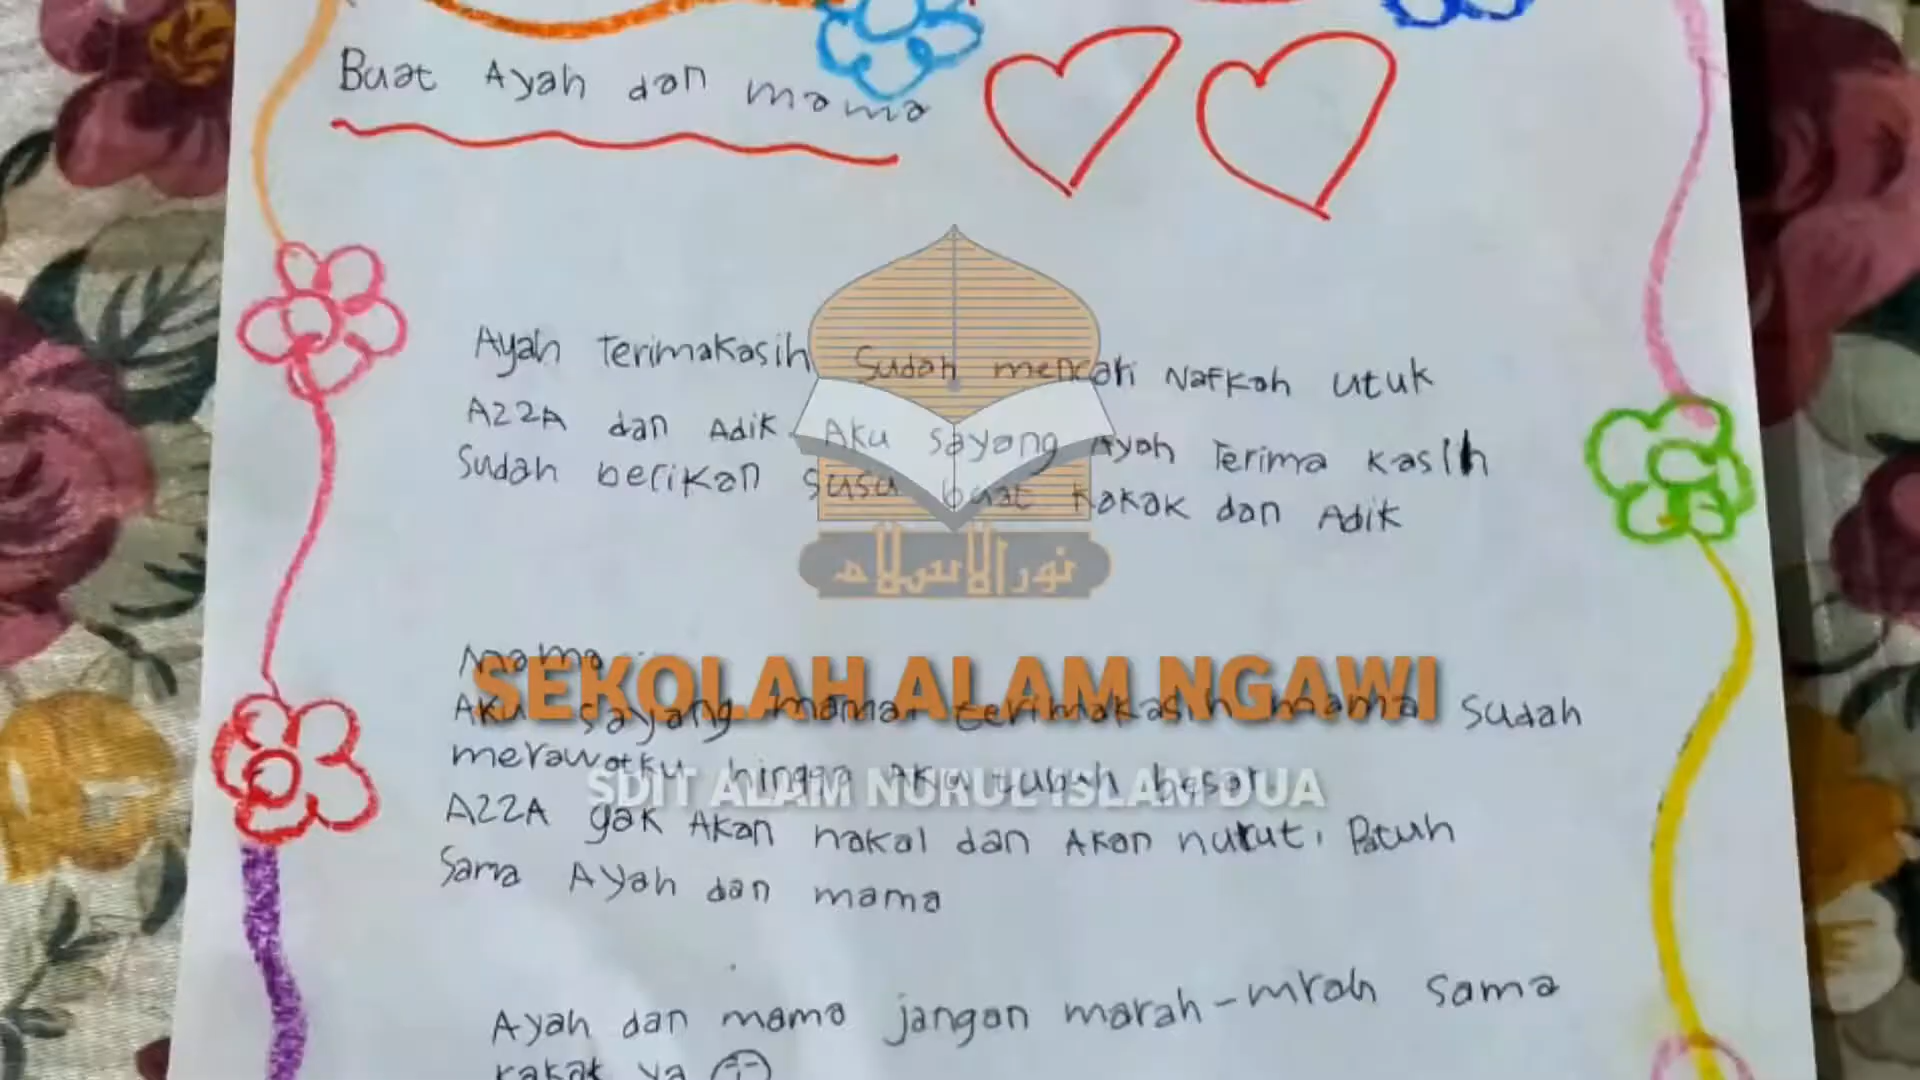 Buat Ayah dan mama
Ayah Terimakasih Sudah mencari Nafkah utuk
AZZA dan Adik. Aku sayang Ayah Terima kasih
Sudah berikan susu buat Kakak dan Adik
نور الإسلام
Mama
SEKOLAH ALAM NGAWI
Aku sayang mama. terimakasih mama Sudah
merawatku hingga Aku tubuh besar
SDIT ALAM NURUL ISLAM DUA
AZZA gak Akan nakal dan Akan nurut, Patuh
Sama Ayah dan mama
Ayah dan mama jangan marah-mrah sama
kakak ya